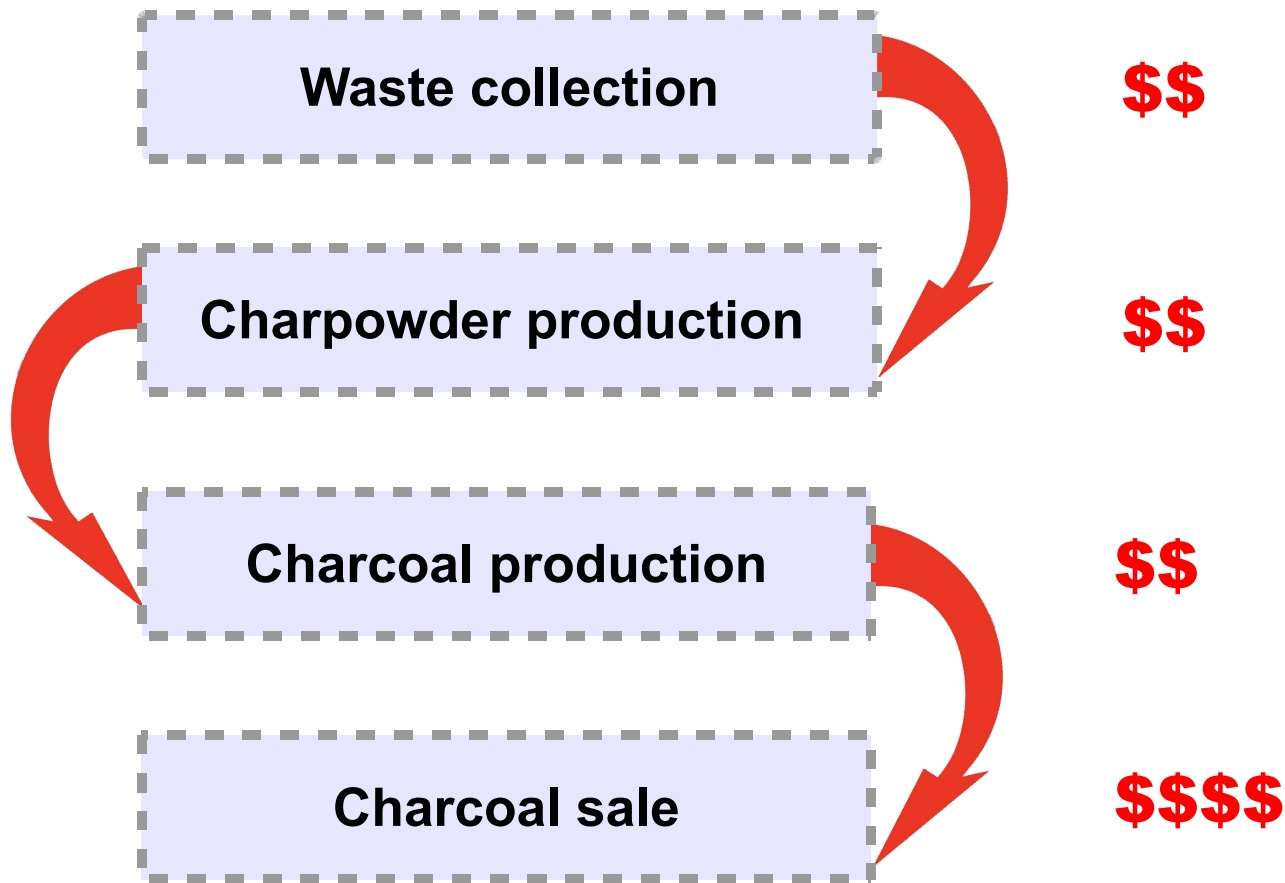 Waste collection
$$
Charpowder production
$$
Charcoal production
$$
Charcoal sale
$$$$